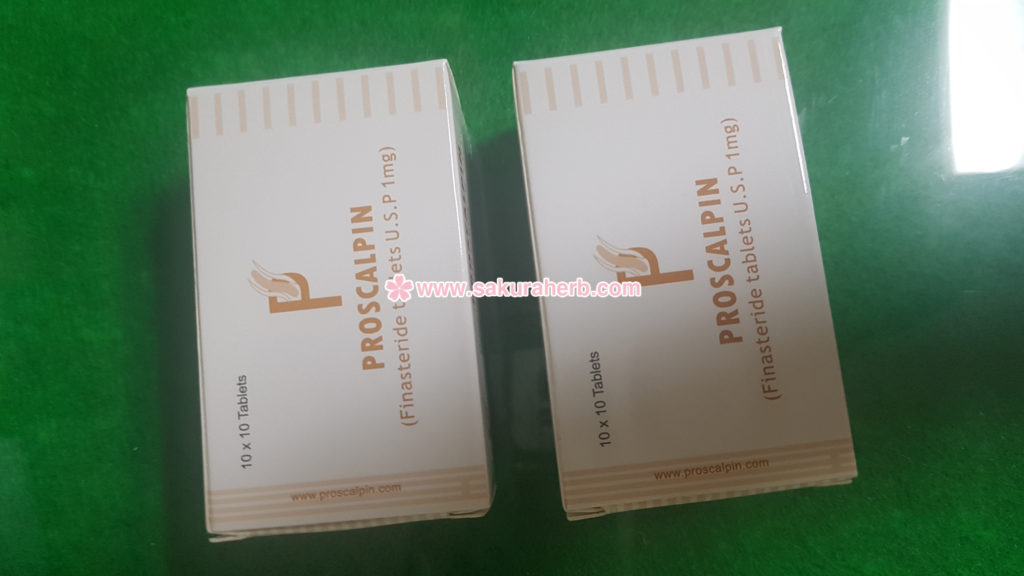 PROSCALPIN
(Finasteride tablets U.S.P 1mg)
10 x 10 Tablets
www.proscalpin.com
PROSCALPIN
(Finasteride tablets U.S.P 1mg)
10 x 10 Tablets
www.proscalpin.com
www.sakuraherb.com